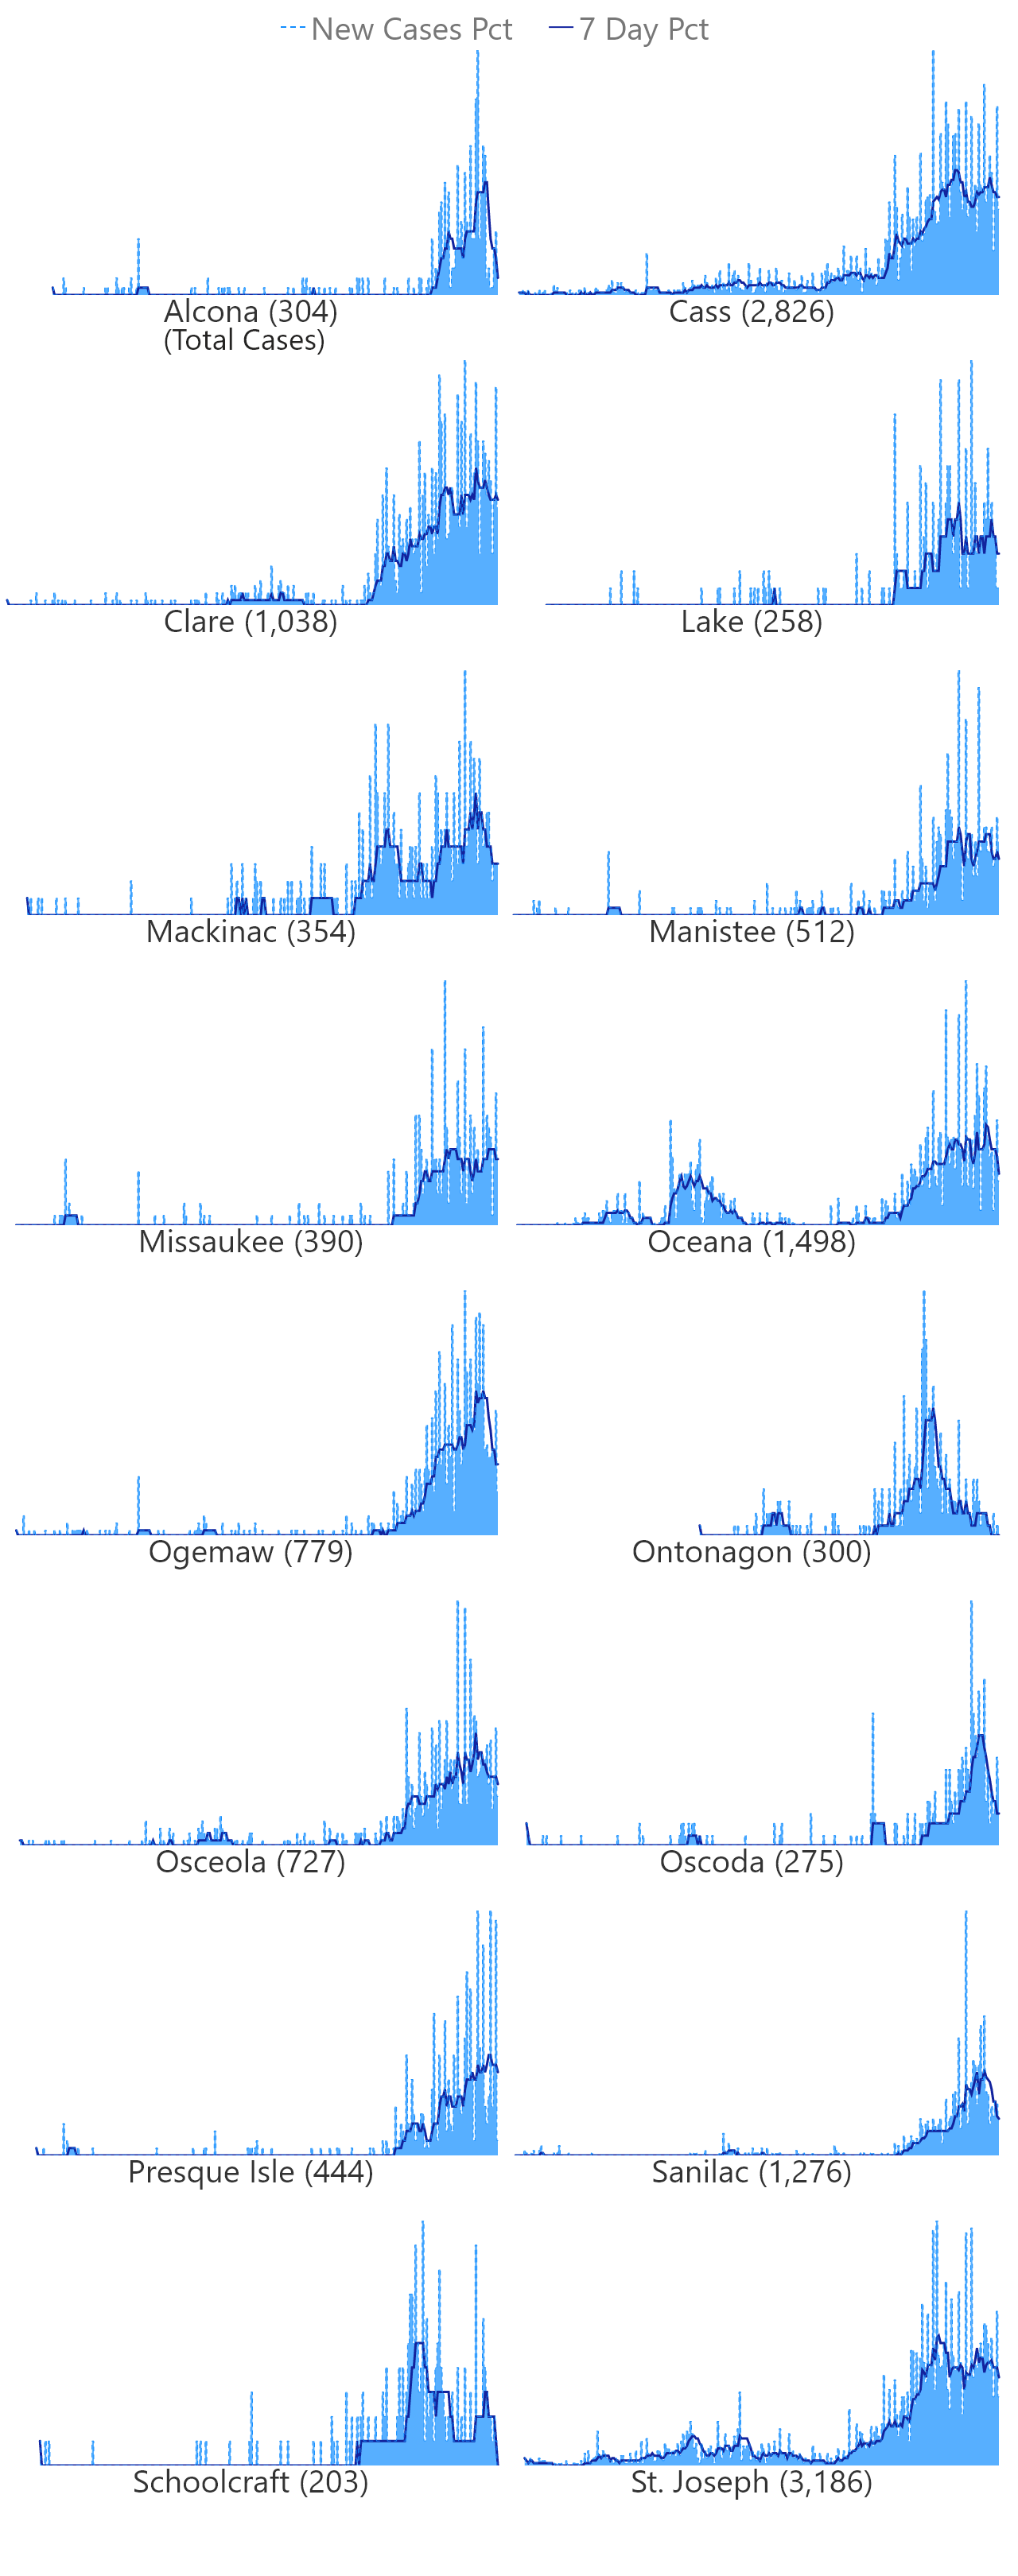 New Cases Pct 7 Day Pct
Alcona (304)
(Total Cases)
Cass (2,826)
Clare (1,038)
Lake (258)
Mackinac (354)
Manistee (512)
Missaukee (390)
Oceana (1,498)
Ogemaw (779)
Ontonagon (300)
Osceola (727)
Oscoda (275)
Presque Isle (444)
Sanilac (1,276)
Schoolcraft (203)
St. Joseph (3,186)